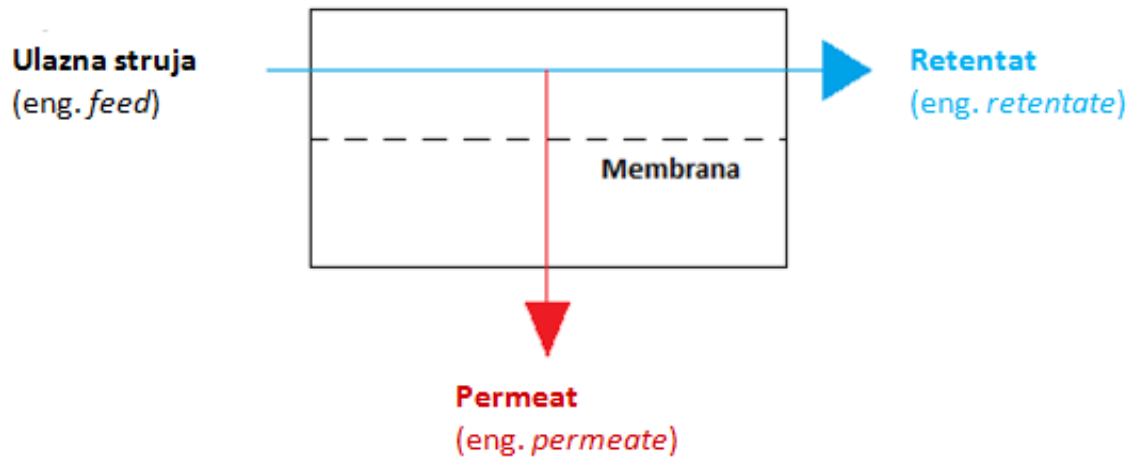 Ulazna struja
(eng. feed)
Retentat
(eng. retentate)
Membrana
Permeat
(eng. permeate)